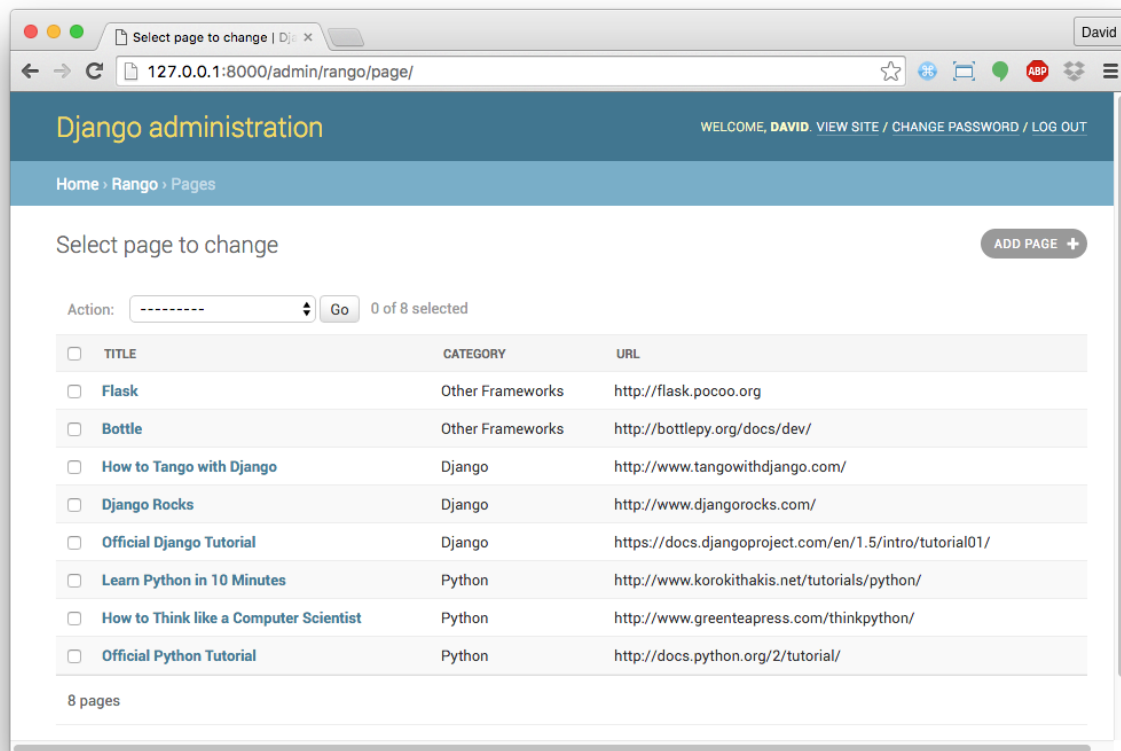 Select page to change | Dja
David
127.0.0.1:8000/admin/rango/page/
ABP
Django administration
WELCOME, DAVID. VIEW SITE / CHANGE PASSWORD / LOG OUT
Home › Rango › Pages
Select page to change
ADD PAGE +
Action: --------- Go 0 of 8 selected
TITLE CATEGORY URL
Flask Other Frameworks http://flask.pocoo.org
Bottle Other Frameworks http://bottlepy.org/docs/dev/
How to Tango with Django Django http://www.tangowithdjango.com/
Django Rocks Django http://www.djangorocks.com/
Official Django Tutorial Django https://docs.djangoproject.com/en/1.5/intro/tutorial01/
Learn Python in 10 Minutes Python http://www.korokithakis.net/tutorials/python/
How to Think like a Computer Scientist Python http://www.greenteapress.com/thinkpython/
Official Python Tutorial Python http://docs.python.org/2/tutorial/
8 pages